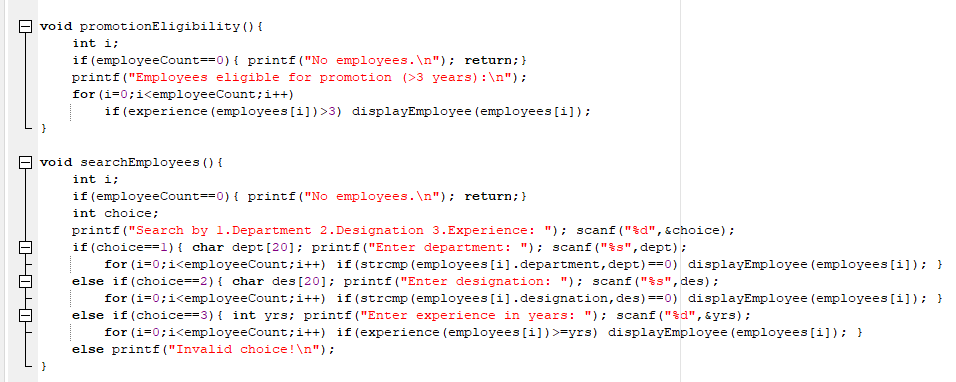 void promotionEligibility(){
    int i;
    if(employeeCount==0){ printf("No employees.\n"); return;}
    printf("Employees eligible for promotion (>3 years):\n");
    for(i=0;i<employeeCount;i++)
        if(experience(employees[i])>3) displayEmployee(employees[i]);
}
void searchEmployees(){
    int i;
    if(employeeCount==0){ printf("No employees.\n"); return;}
    int choice;
    printf("Search by 1.Department 2.Designation 3.Experience: "); scanf("%d",&choice);
    if(choice==1){ char dept[20]; printf("Enter department: "); scanf("%s",dept);
        for(i=0;i<employeeCount;i++) if(strcmp(employees[i].department,dept)==0) displayEmployee(employees[i]); }
    else if(choice==2){ char des[20]; printf("Enter designation: "); scanf("%s",des);
        for(i=0;i<employeeCount;i++) if(strcmp(employees[i].designation,des)==0) displayEmployee(employees[i]); }
    else if(choice==3){ int yrs; printf("Enter experience in years: "); scanf("%d",&yrs);
        for(i=0;i<employeeCount;i++) if(experience(employees[i])>=yrs) displayEmployee(employees[i]); }
    else printf("Invalid choice!\n");
}